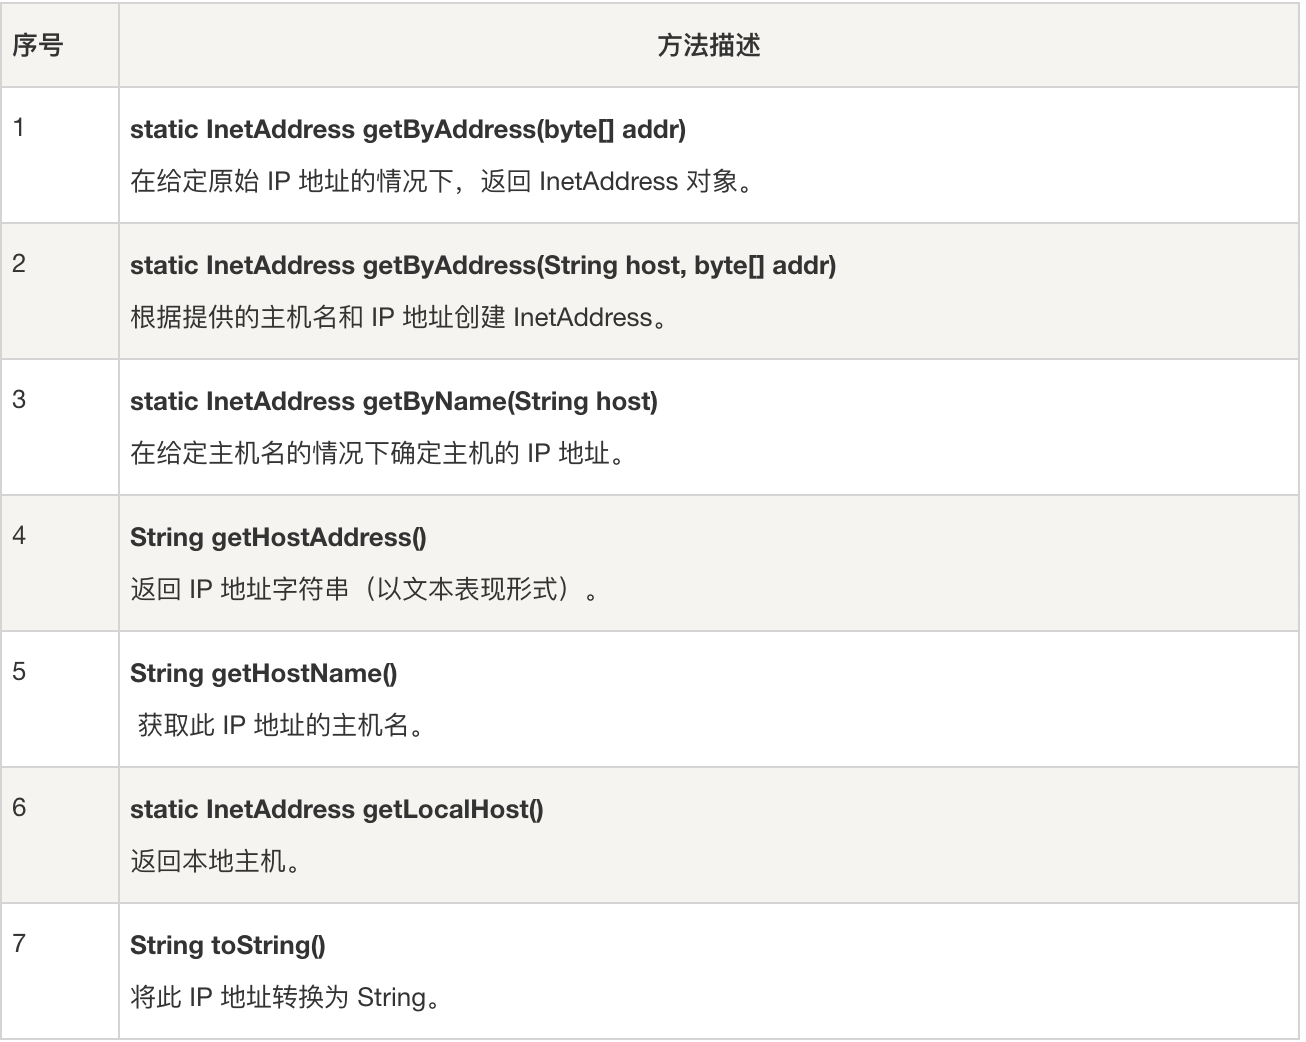 序号 方法描述
1 static InetAddress getByAddress(byte[] addr)
在给定原始 IP 地址的情况下，返回 InetAddress 对象。
2 static InetAddress getByAddress(String host, byte[] addr)
根据提供的主机名和 IP 地址创建 InetAddress。
3 static InetAddress getByName(String host)
在给定主机名的情况下确定主机的 IP 地址。
4 String getHostAddress()
返回 IP 地址字符串（以文本表现形式）。
5 String getHostName()
获取此 IP 地址的主机名。
6 static InetAddress getLocalHost()
返回本地主机。
7 String toString()
将此 IP 地址转换为 String。